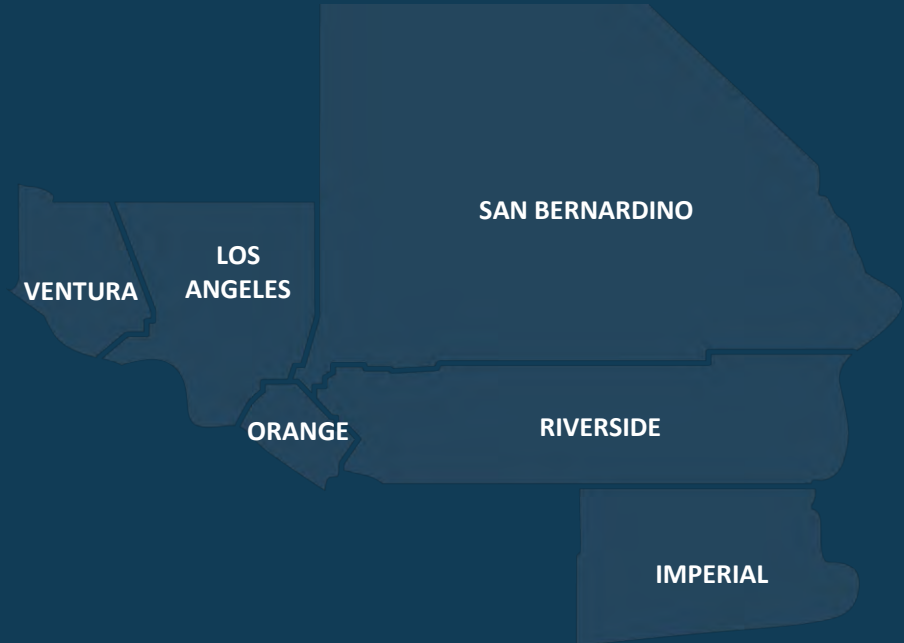 SAN BERNARDINO
LOS
ANGELES
VENTURA
ORANGE
RIVERSIDE
IMPERIAL